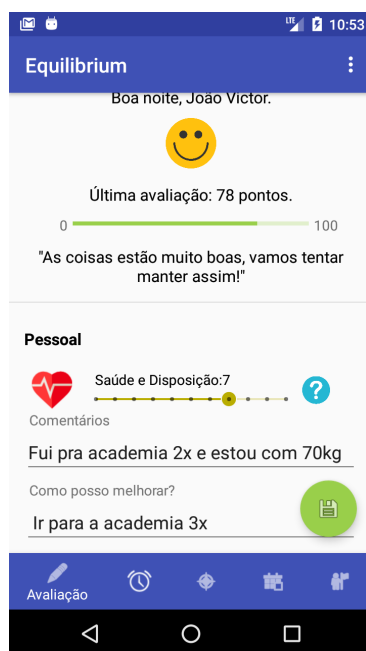 LTE 10:53
Equilibrium
Boa noite, João Victor.
Última avaliação: 78 pontos.
0 100
"As coisas estão muito boas, vamos tentar
manter assim!"
Pessoal
Saúde e Disposição:7
?
Comentários
Fui pra academia 2x e estou com 70kg
Como posso melhorar?
Ir para a academia 3x
Avaliação